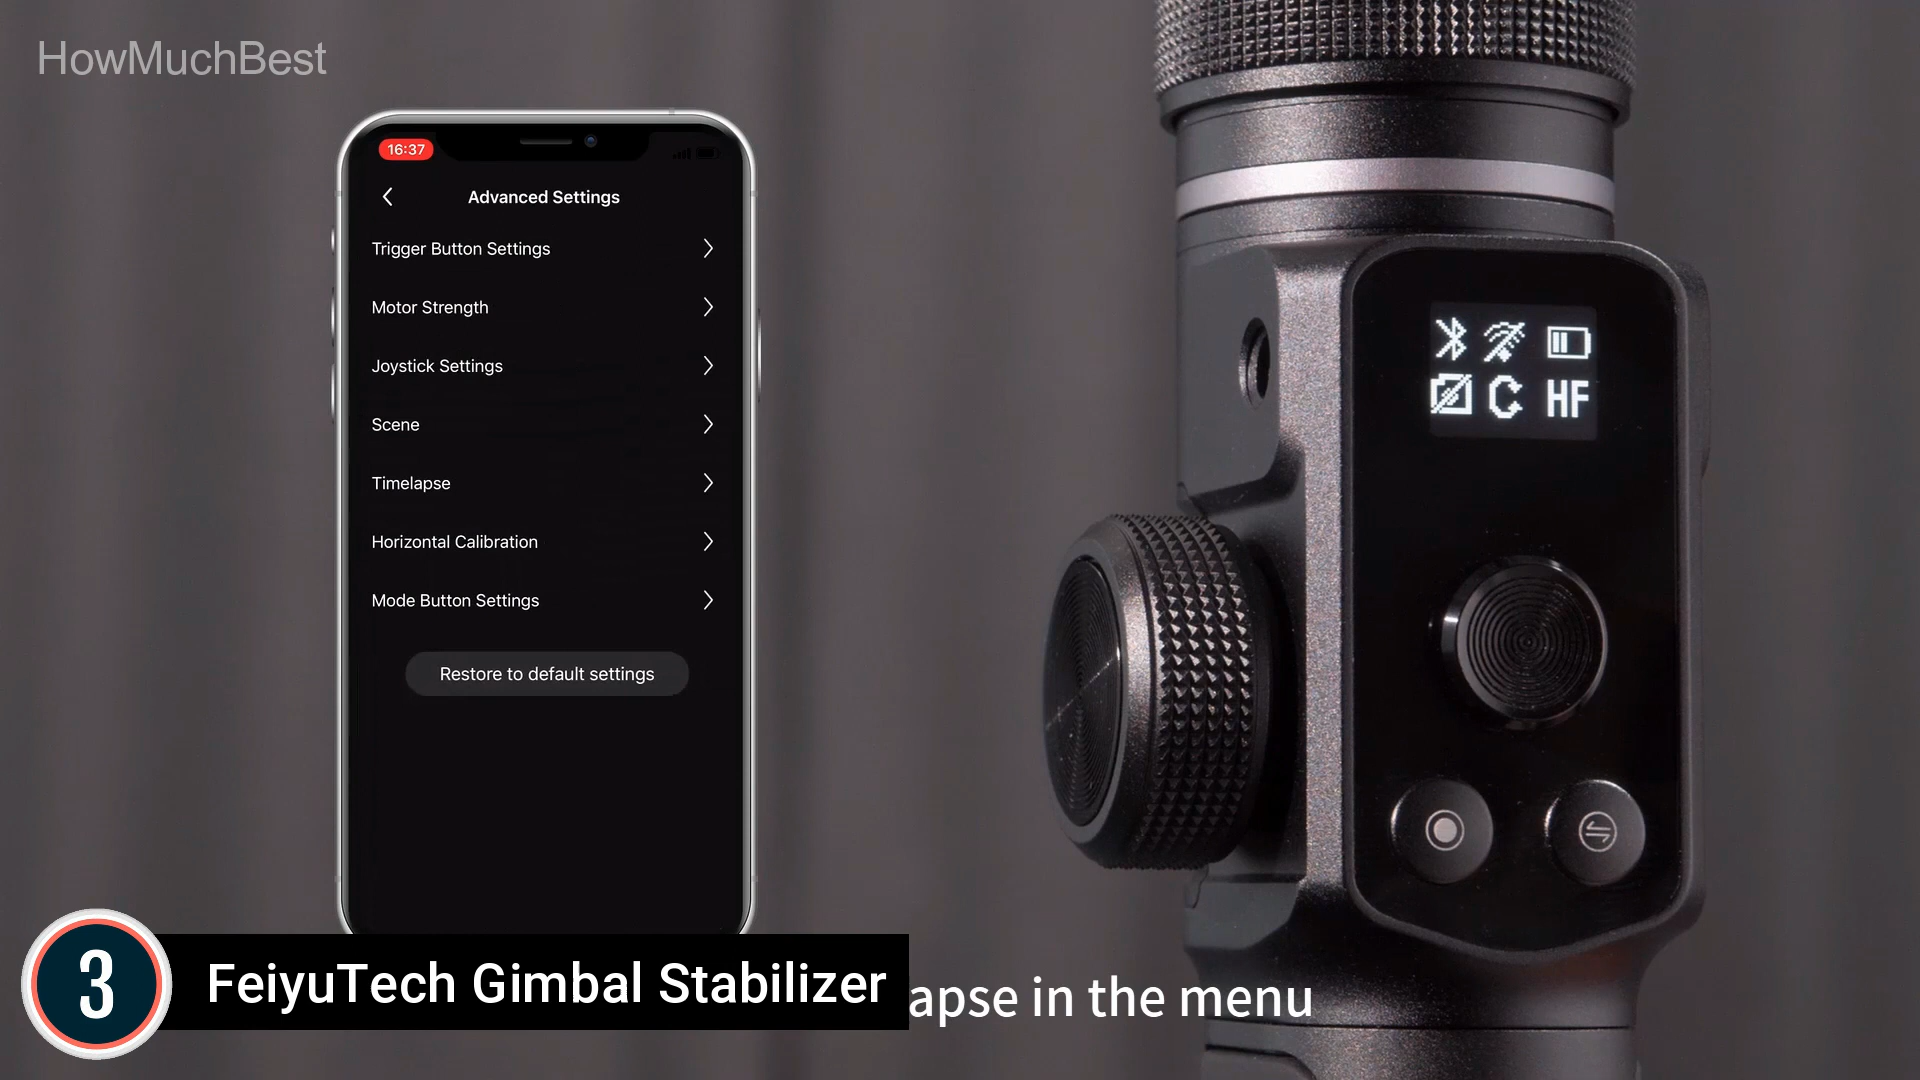 HowMuchBest
16:37
Advanced Settings
Trigger Button Settings
Motor Strength
Joystick Settings
Scene
Timelapse
Horizontal Calibration
Mode Button Settings
Restore to default settings
HF
3 FeiyuTech Gimbal Stabilizer
apse in the menu